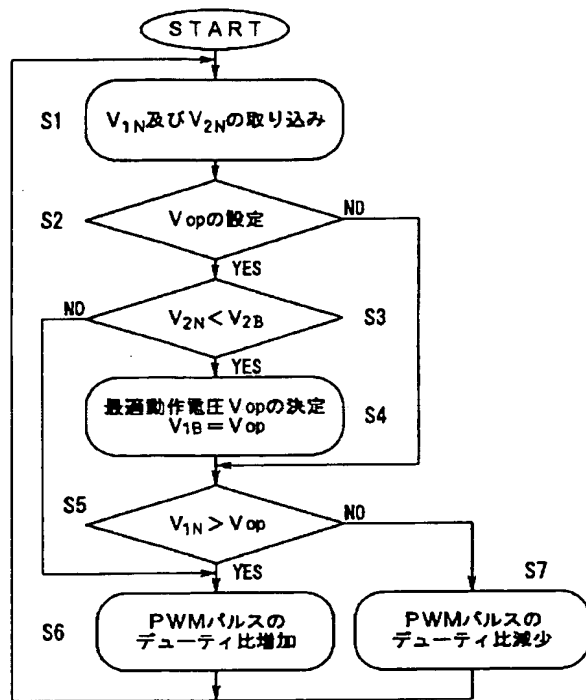 START
S1
V1N及びV2Nの取り込み
S2
Vopの設定
NO
YES
NO
V2N<V2B
S3
YES
最適動作電圧Vopの決定
V1B=Vop
S4
S5
V1N>Vop
NO
YES
S7
S6
PWMパルスの
デューティ比増加
PWMパルスの
デューティ比減少